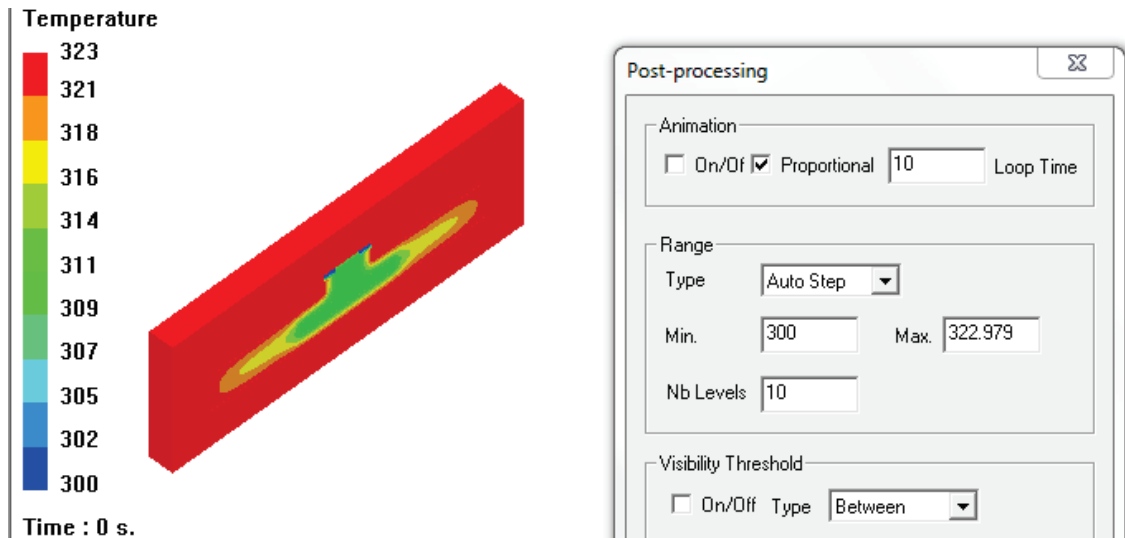 Temperature
323
321
318
316
314
311
309
307
305
302
300
Time : 0 s.
Post-processing
Animation
On/Of Proportional 10 Loop Time
Range
Type Auto Step
Min. 300 Max. 322.979
Nb Levels 10
Visibility Threshold
On/Off Type Between